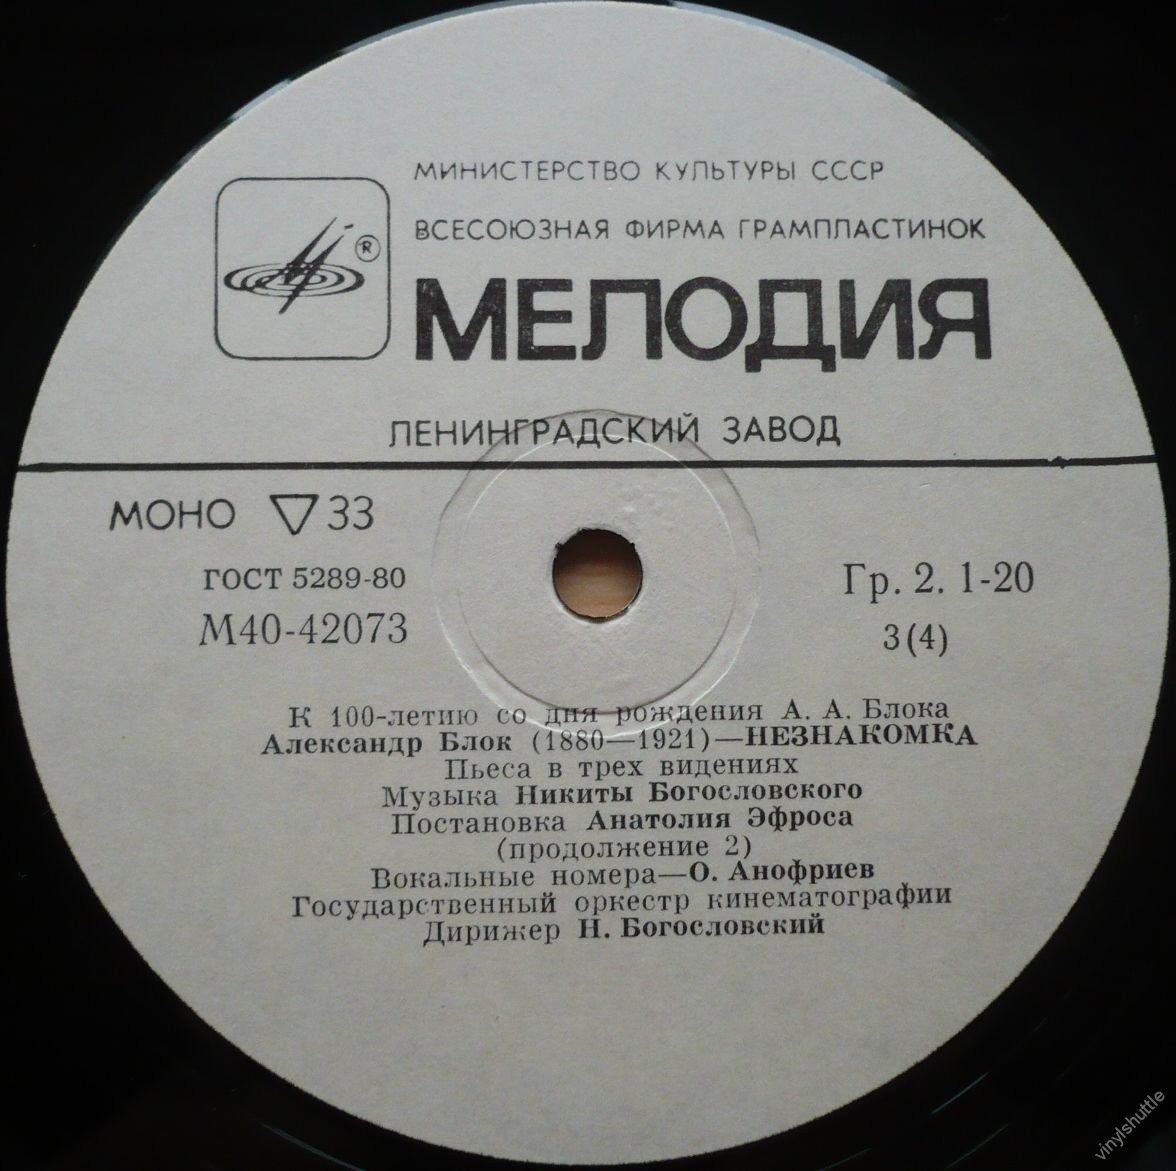 МИНИСТЕРСТВО КУЛЬТУРЫ СССР
ВСЕСОЮЗНАЯ ФИРМА ГРАМПЛАСТИНОК
®
МЕЛОДИЯ
ЛЕНИНГРАДСКИЙ ЗАВОД
МОНО ▽ 33
ГОСТ 5289-80
М40-42073
Гр. 2. 1-20
3(4)
К 100-летию со дня рождения А. А. Блока
Александр Блок (1880—1921)—НЕЗНАКОМКА
Пьеса в трех видениях
Музыка Никиты Богословского
Постановка Анатолия Эфроса
(продолжение 2)
Вокальные номера—О. Анофриев
Государственный оркестр кинематографии
Дирижер Н. Богословский
vinylshuttle